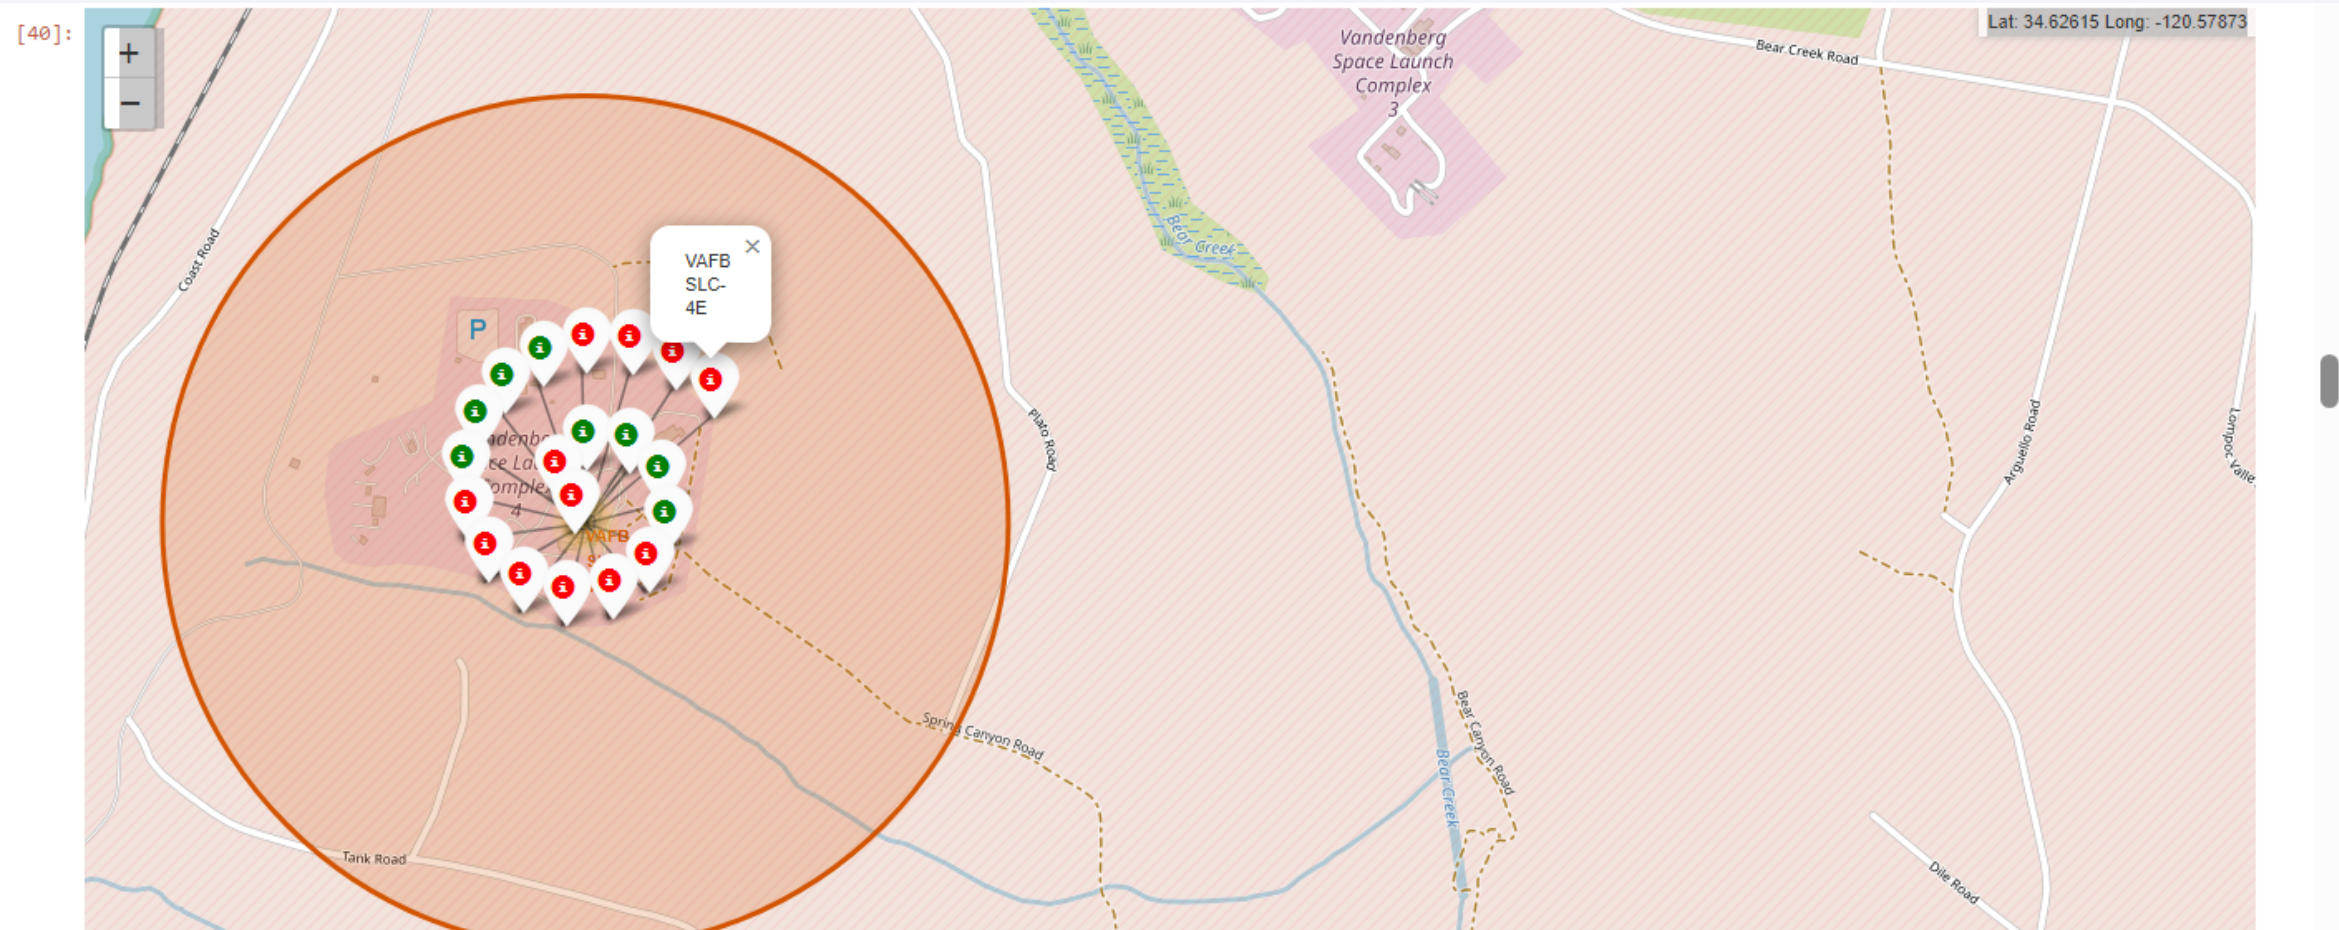 [40]:
+
−
Lat: 34.62615 Long: -120.57873
Vandenberg
Space Launch
Complex
3
Bear Creek Road
Coast Road
Bear Creek
VAFB
SLC-
4E
×
P
Plato Road
Arguello Road
4
VAFB
Spring Canyon Road
Bear Canyon Road
Bear Creek
Tank Road
Dile Road